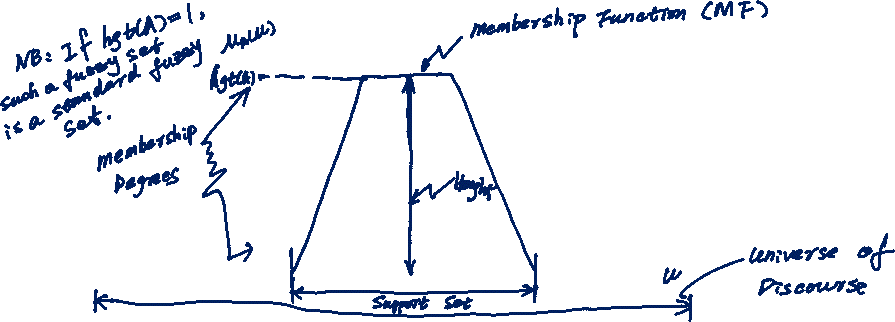 NB: If hgt(A)=1,
such a fuzzy set
is a standard fuzzy
set.
μA(u)
hgt(A)=
Membership Function (MF)
Membership
Degrees
Height
Support Set
u
Universe of
Discourse